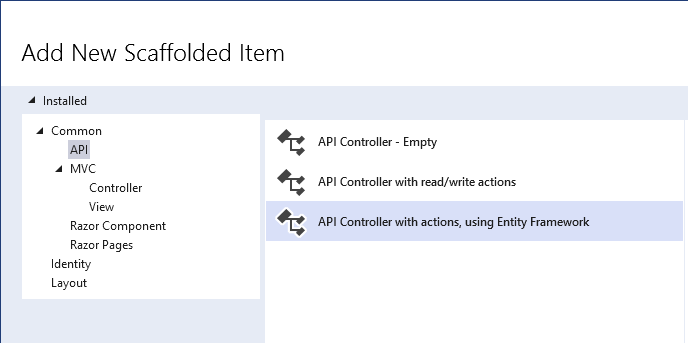 Add New Scaffolded Item
Installed
Common
API
MVC
Controller
View
Razor Component
Razor Pages
Identity
Layout
API Controller - Empty
API Controller with read/write actions
API Controller with actions, using Entity Framework